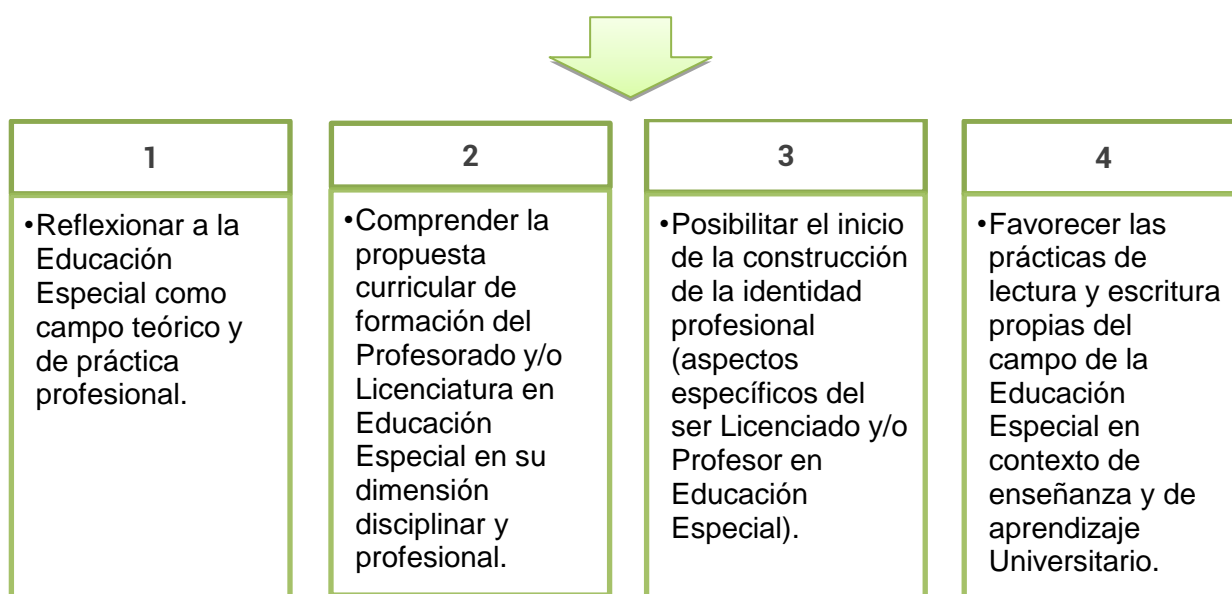 1
•Reflexionar a la
Educación
Especial como
campo teórico y
de práctica
profesional.
2
•Comprender la
propuesta
curricular de
formación del
Profesorado y/o
Licenciatura en
Educación
Especial en su
dimensión
disciplinar y
profesional.
3
•Posibilitar el inicio
de la construcción
de la identidad
profesional
(aspectos
específicos del
ser Licenciado y/o
Profesor en
Educación
Especial).
4
•Favorecer las
prácticas de
lectura y escritura
propias del
campo de la
Educación
Especial en
contexto de
enseñanza y de
aprendizaje
Universitario.